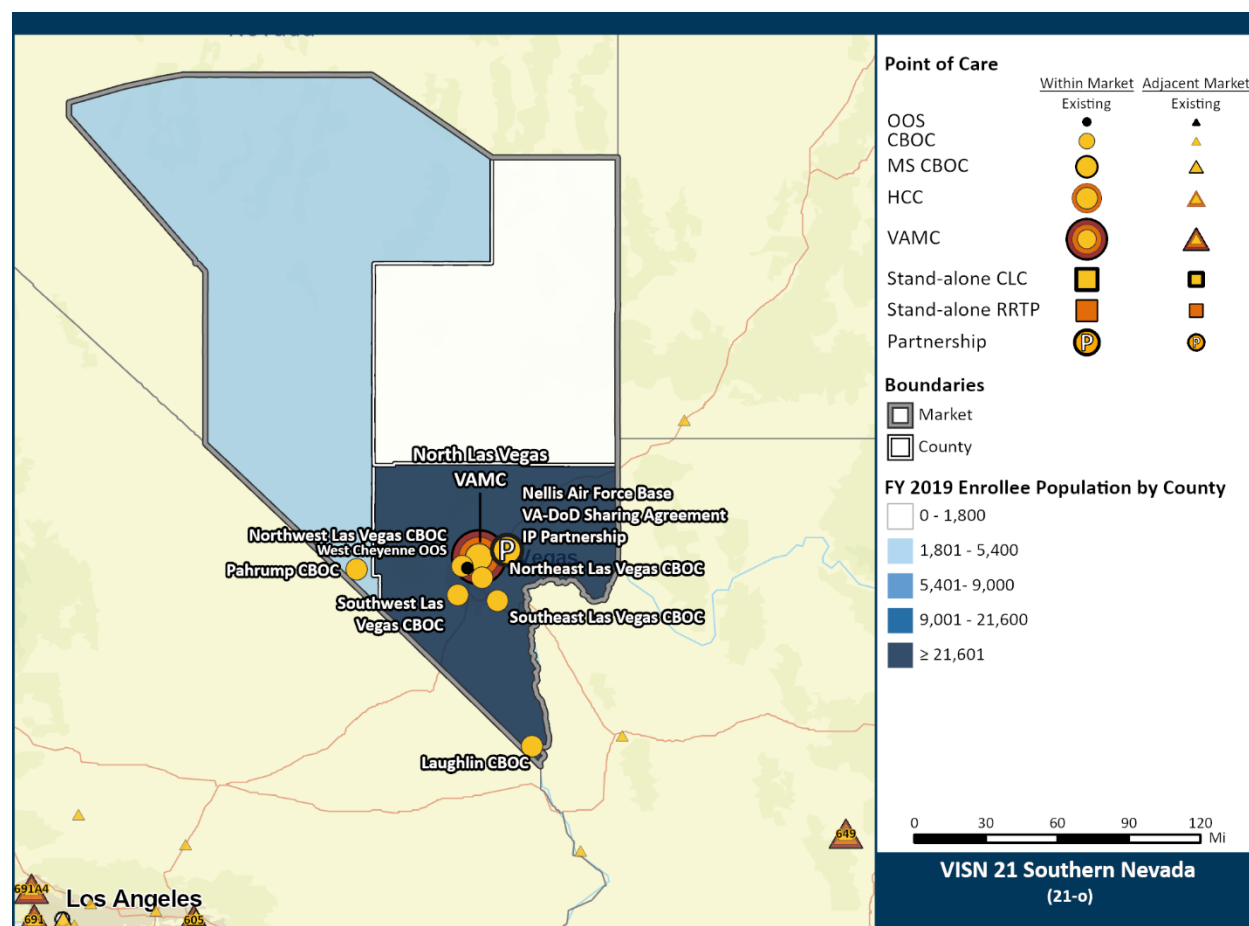 Nevada
North Las Vegas
VAMC
Nellis Air Force Base
VA-DoD Sharing Agreement
IP Partnership
P
Vegas
Northwest Las Vegas CBOC
West Cheyenne OOS
Pahrump CBOC
Northeast Las Vegas CBOC
Southwest Las
Vegas CBOC
Southeast Las Vegas CBOC
Laughlin CBOC
649
691A4
Los Angeles
691
605
Point of Care
Within Market Adjacent Market
Existing Existing
OOS
CBOC
MS CBOC
HCC
VAMC
Stand-alone CLC
Stand-alone RRTP
Partnership P P
Boundaries
Market
County
FY 2019 Enrollee Population by County
0 - 1,800
1,801 - 5,400
5,401- 9,000
9,001 - 21,600
≥ 21,601
0 30 60 90 120
Mi
VISN 21 Southern Nevada
(21-o)